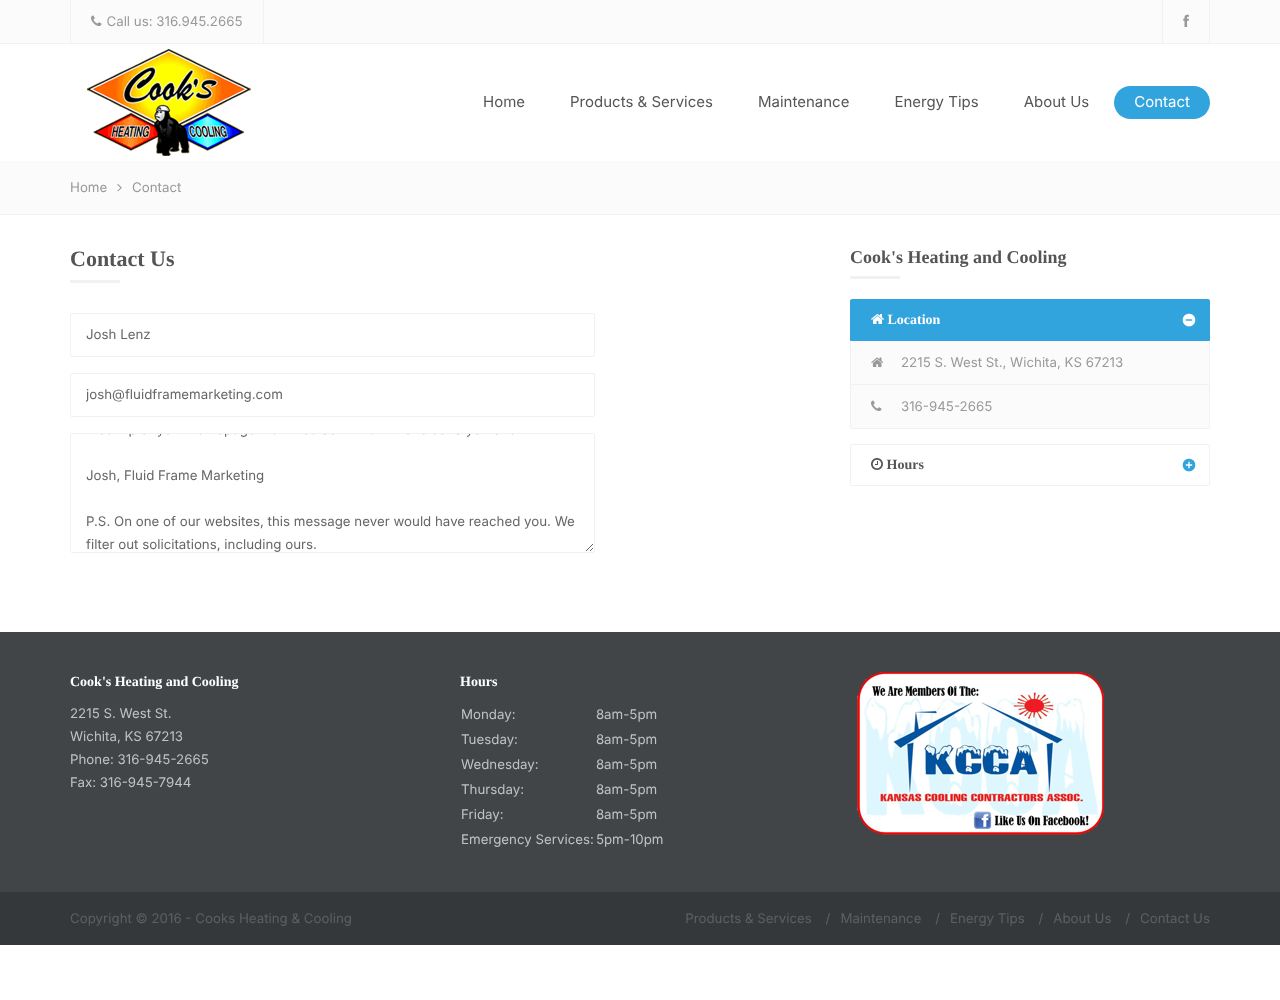 Call us: 316.945.2665
Cook's
HEATING COOLING
Home Products & Services Maintenance Energy Tips About Us Contact
Home Contact
Contact Us
Josh Lenz
josh@fluidframemarketing.com
Josh, Fluid Frame Marketing
P.S. On one of our websites, this message never would have reached you. We
filter out solicitations, including ours.
Cook's Heating and Cooling
Location
2215 S. West St., Wichita, KS 67213
316-945-2665
Hours
Cook's Heating and Cooling
2215 S. West St.
Wichita, KS 67213
Phone: 316-945-2665
Fax: 316-945-7944
Hours
Monday: 8am-5pm
Tuesday: 8am-5pm
Wednesday: 8am-5pm
Thursday: 8am-5pm
Friday: 8am-5pm
Emergency Services: 5pm-10pm
We Are Members Of The:
KCCA
KANSAS COOLING CONTRACTORS ASSOC.
Like Us On Facebook!
Copyright © 2016 - Cooks Heating & Cooling
Products & Services / Maintenance / Energy Tips / About Us / Contact Us